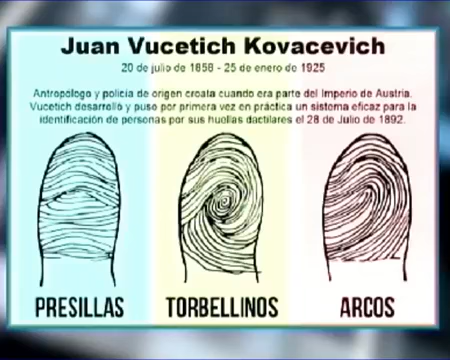 Juan Vucetich Kovacevich
20 de julio de 1858 - 25 de enero de 1925
Antropólogo y policía de origen croata cuando era parte del Imperio de Austria.
Vucetich desarrolló y puso por primera vez en práctica un sistema eficaz para la
identificación de personas por sus huellas dactilares el 28 de Julio de 1892.
PRESILLAS
TORBELLINOS
ARCOS